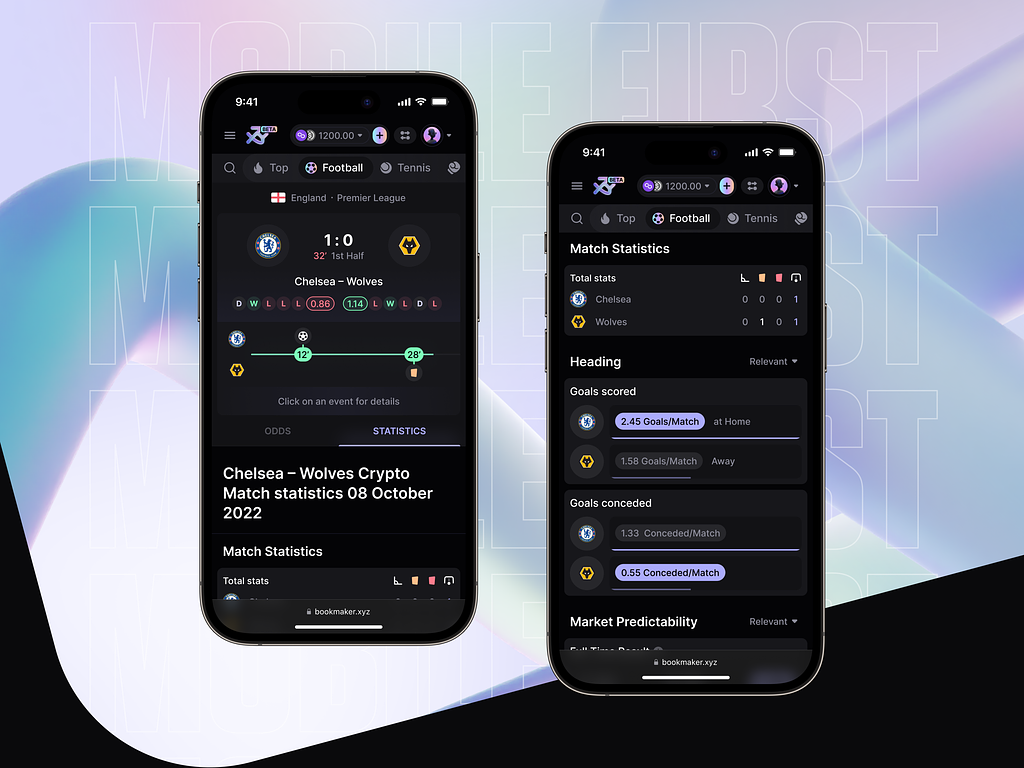 MOBILE FIRST
MOBILE FIRST
MOBILE FIRST
MOBILE FIRST
9:41
BETA
1200.00
Top
Football
Tennis
England · Premier League
CHELSEA
1 : 0
32' 1st Half
Chelsea – Wolves
D W L L L 0.86 1.14 L W L D L
12'
28'
Click on an event for details
ODDS
STATISTICS
Chelsea – Wolves Crypto
Match statistics 08 October
2022
Match Statistics
Total stats
bookmaker.xyz
9:41
BETA
1200.00
Top
Football
Tennis
Match Statistics
Total stats
Chelsea 0 0 0 1
Wolves 0 1 0 1
Heading
Relevant
Goals scored
2.45 Goals/Match at Home
1.58 Goals/Match Away
Goals conceded
1.33 Conceded/Match
0.55 Conceded/Match
Market Predictability
Relevant
Full Time Result
bookmaker.xyz